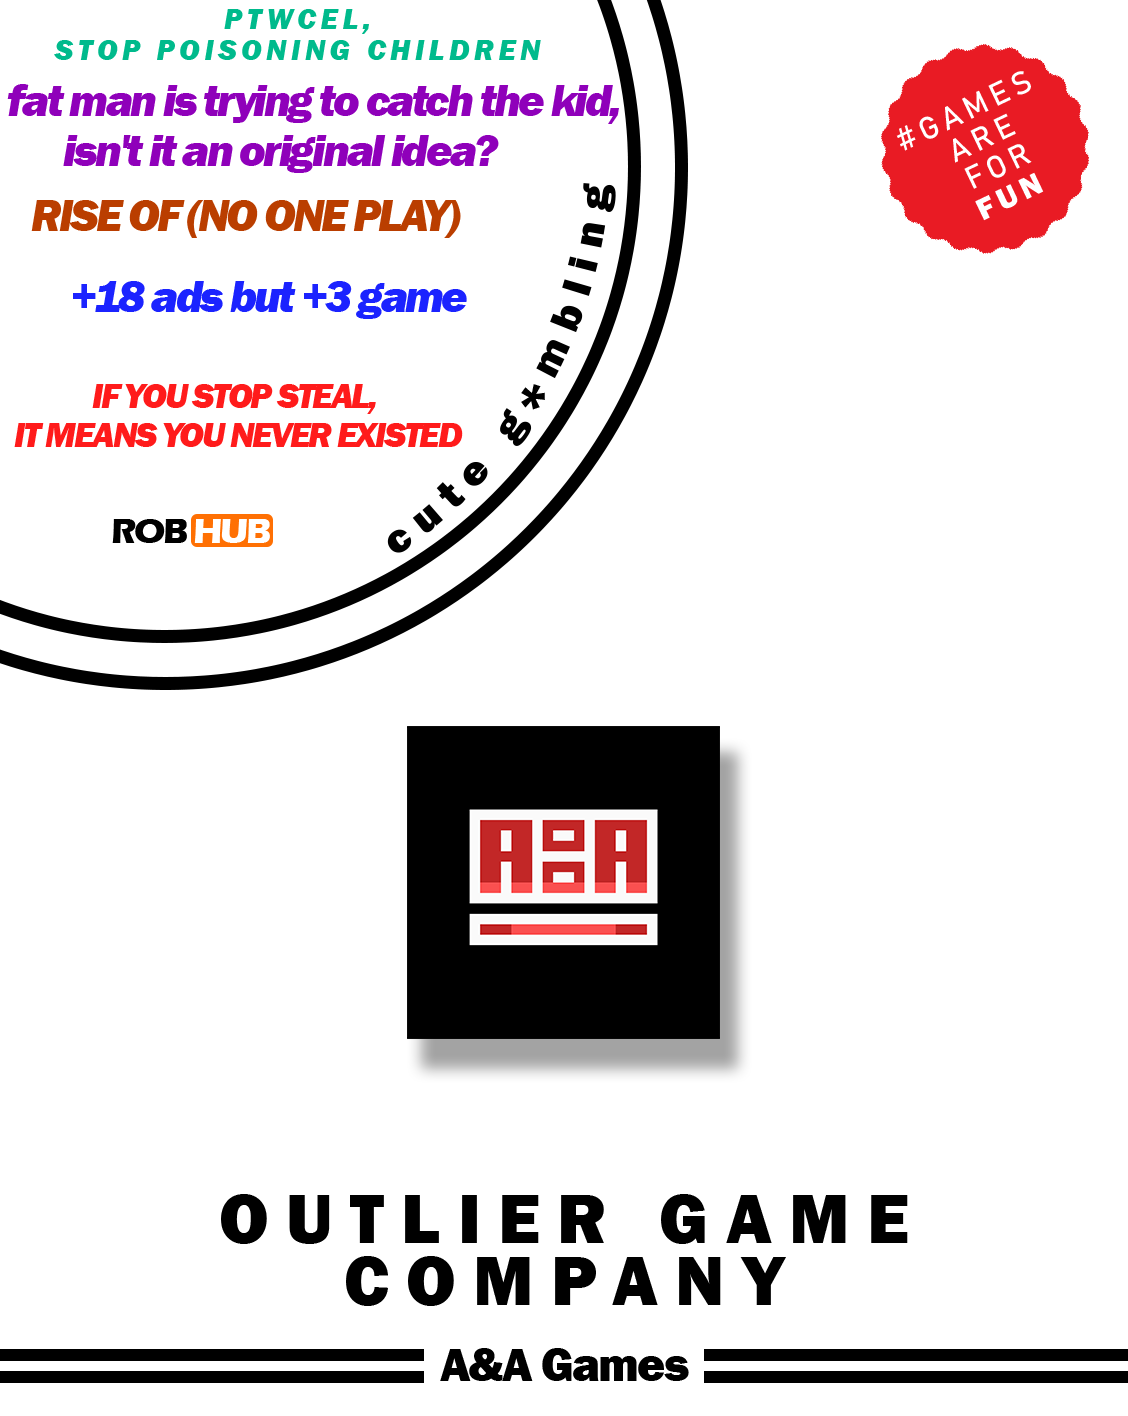 PTWCEL,
STOP POISONING CHILDREN
fat man is trying to catch the kid,
isn't it an original idea?
RISE OF (NO ONE PLAY)
+18 ads but +3 game
IF YOU STOP STEAL,
IT MEANS YOU NEVER EXISTED
ROB HUB
cute g*mbling
#GAMES
ARE
FOR
FUN
A&A
OUTLIER GAME
COMPANY
A&A Games